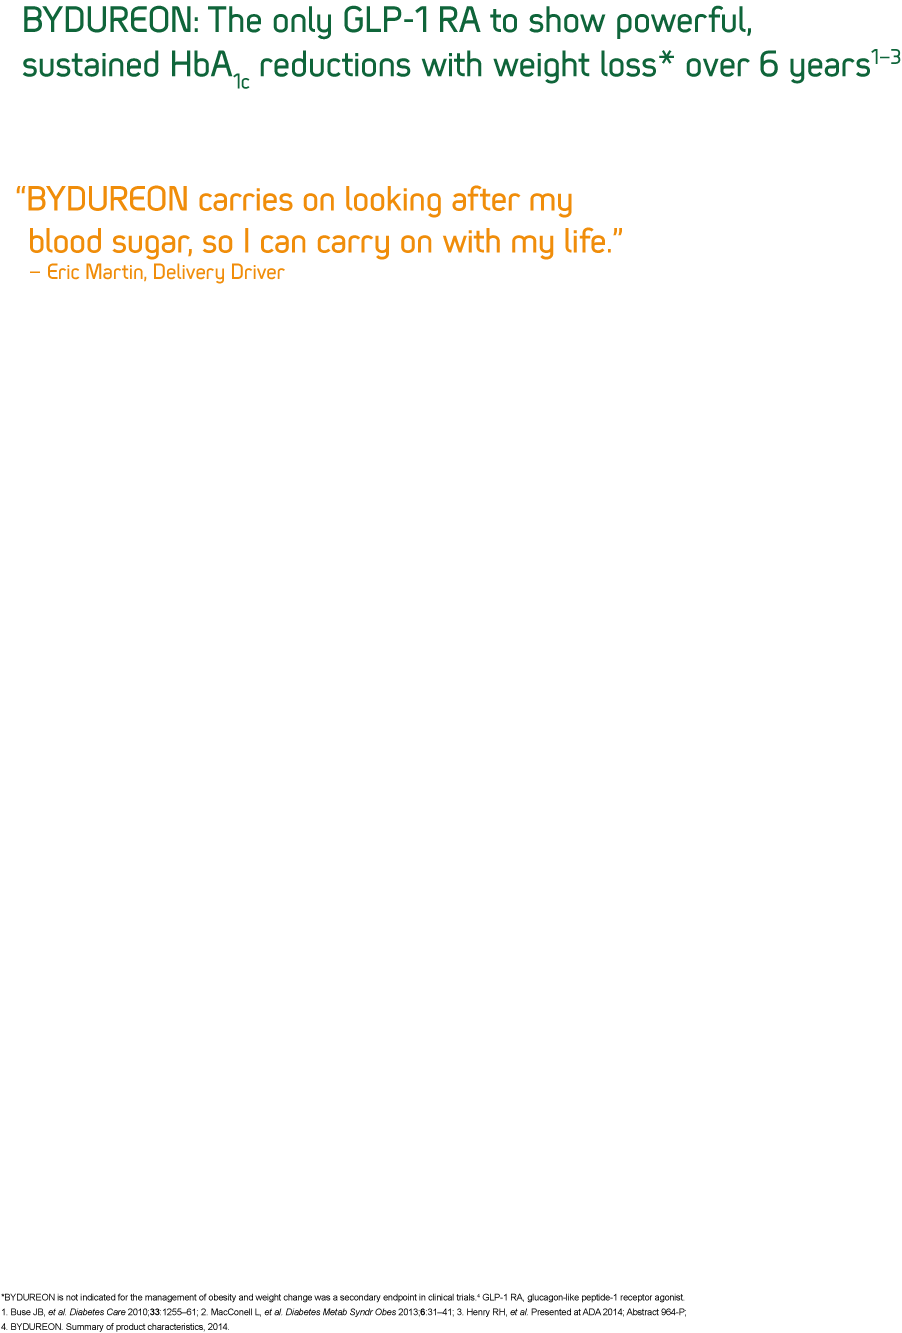 BYDUREON: The only GLP-1 RA to show powerful,
sustained HbA1c reductions with weight loss* over 6 years1–3
“BYDUREON carries on looking after my
blood sugar, so I can carry on with my life.”
– Eric Martin, Delivery Driver
*BYDUREON is not indicated for the management of obesity and weight change was a secondary endpoint in clinical trials.4 GLP-1 RA, glucagon-like peptide-1 receptor agonist.
1. Buse JB, et al. Diabetes Care 2010;33:1255–61; 2. MacConell L, et al. Diabetes Metab Syndr Obes 2013;6:31–41; 3. Henry RH, et al. Presented at ADA 2014; Abstract 964-P;
4. BYDUREON. Summary of product characteristics, 2014.